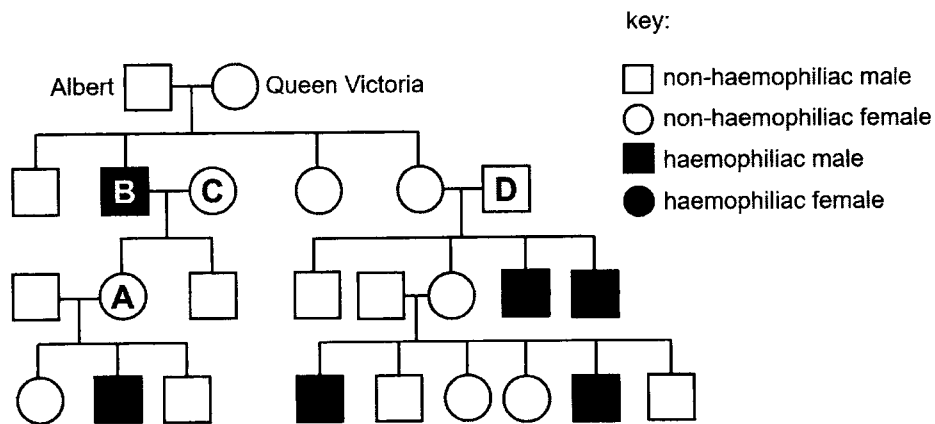 key:
Albert
Queen Victoria
non-haemophiliac male
non-haemophiliac female
B
C
D
haemophiliac male
haemophiliac female
A